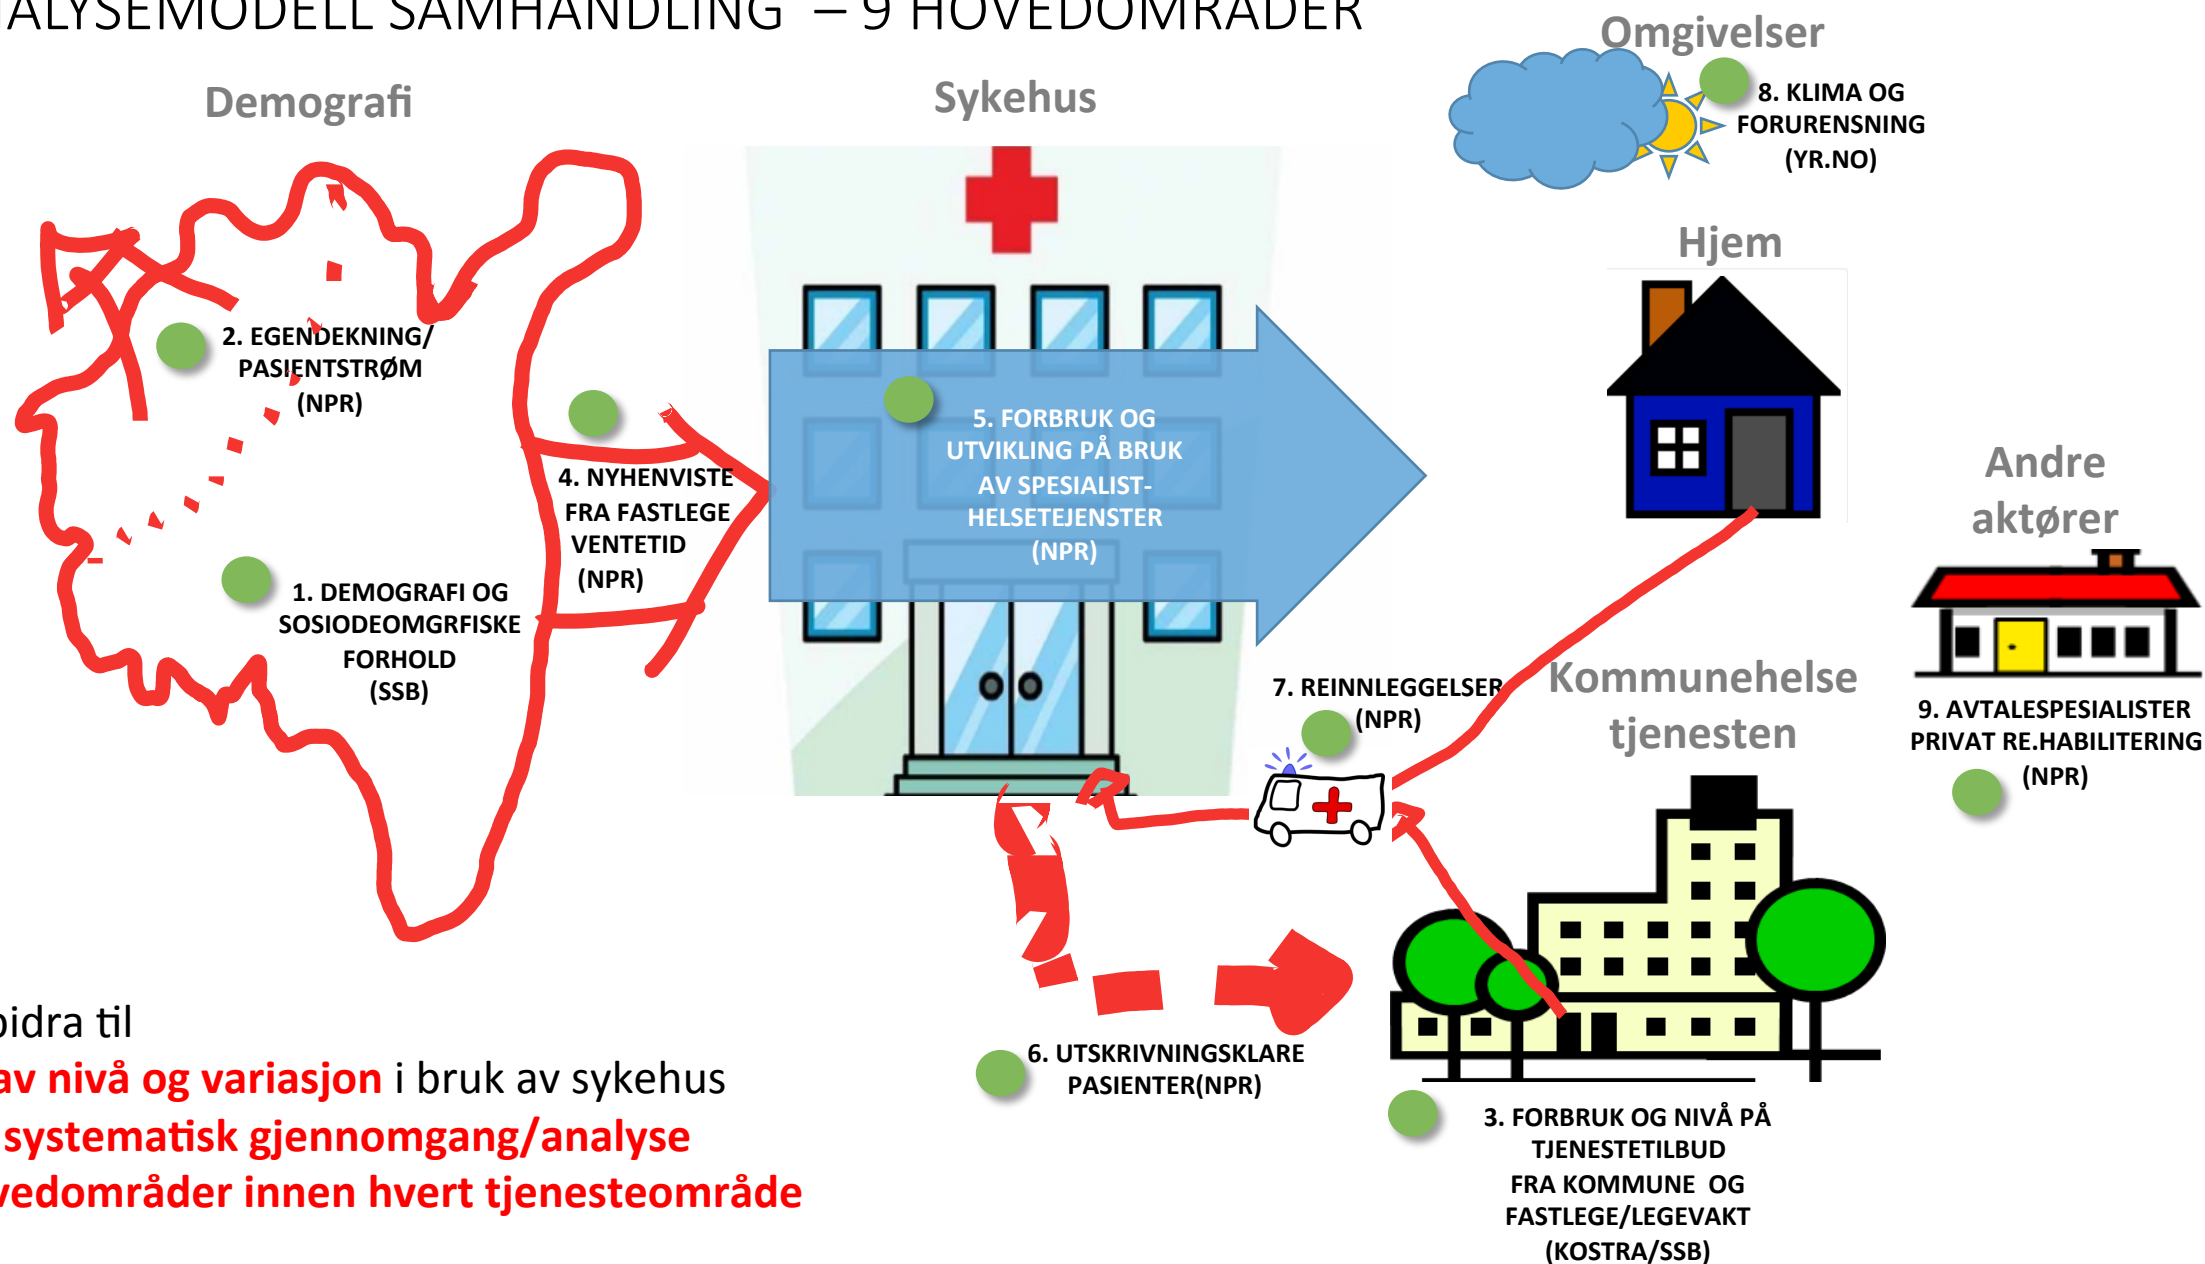 ALYSEMODELL SAMHANDLING – 9 HOVEDOMRÅDER
Demografi
Sykehus
Omgivelser
8. KLIMA OG
FORURENSNING
(YR.NO)
Hjem
2. EGENDEKNING/
PASIENTSTRØM
(NPR)
4. NYHENVISTE
FRA FASTLEGE
VENTETID
(NPR)
5. FORBRUK OG
UTVIKLING PÅ BRUK
AV SPESIALIST-
HELSETEJENSTER
(NPR)
Andre
aktører
1. DEMOGRAFI OG
SOSIODEOMGRFISKE
FORHOLD
(SSB)
7. REINNLEGGELSER
(NPR)
Kommunehelse
tjenesten
9. AVTALESPESIALISTER
PRIVAT RE.HABILITERING
(NPR)
6. UTSKRIVNINGSKLARE
PASIENTER(NPR)
3. FORBRUK OG NIVÅ PÅ
TJENESTETILBUD
FRA KOMMUNE OG
FASTLEGE/LEGEVAKT
(KOSTRA/SSB)
bidra til
av nivå og variasjon i bruk av sykehus
systematisk gjennomgang/analyse
vedområder innen hvert tjenesteområde